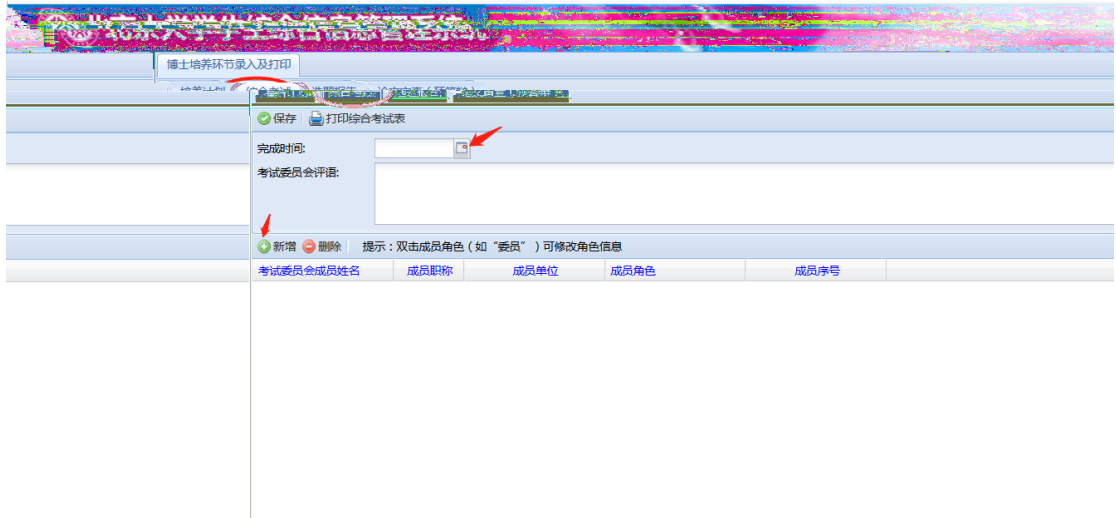 博士培养环节录入及打印
保存 打印综合考试表
完成时间:
考试委员会评语:
新增 删除 提示：双击成员角色（如“委员”）可修改角色信息
考试委员会成员姓名 成员职称 成员单位 成员角色 成员序号